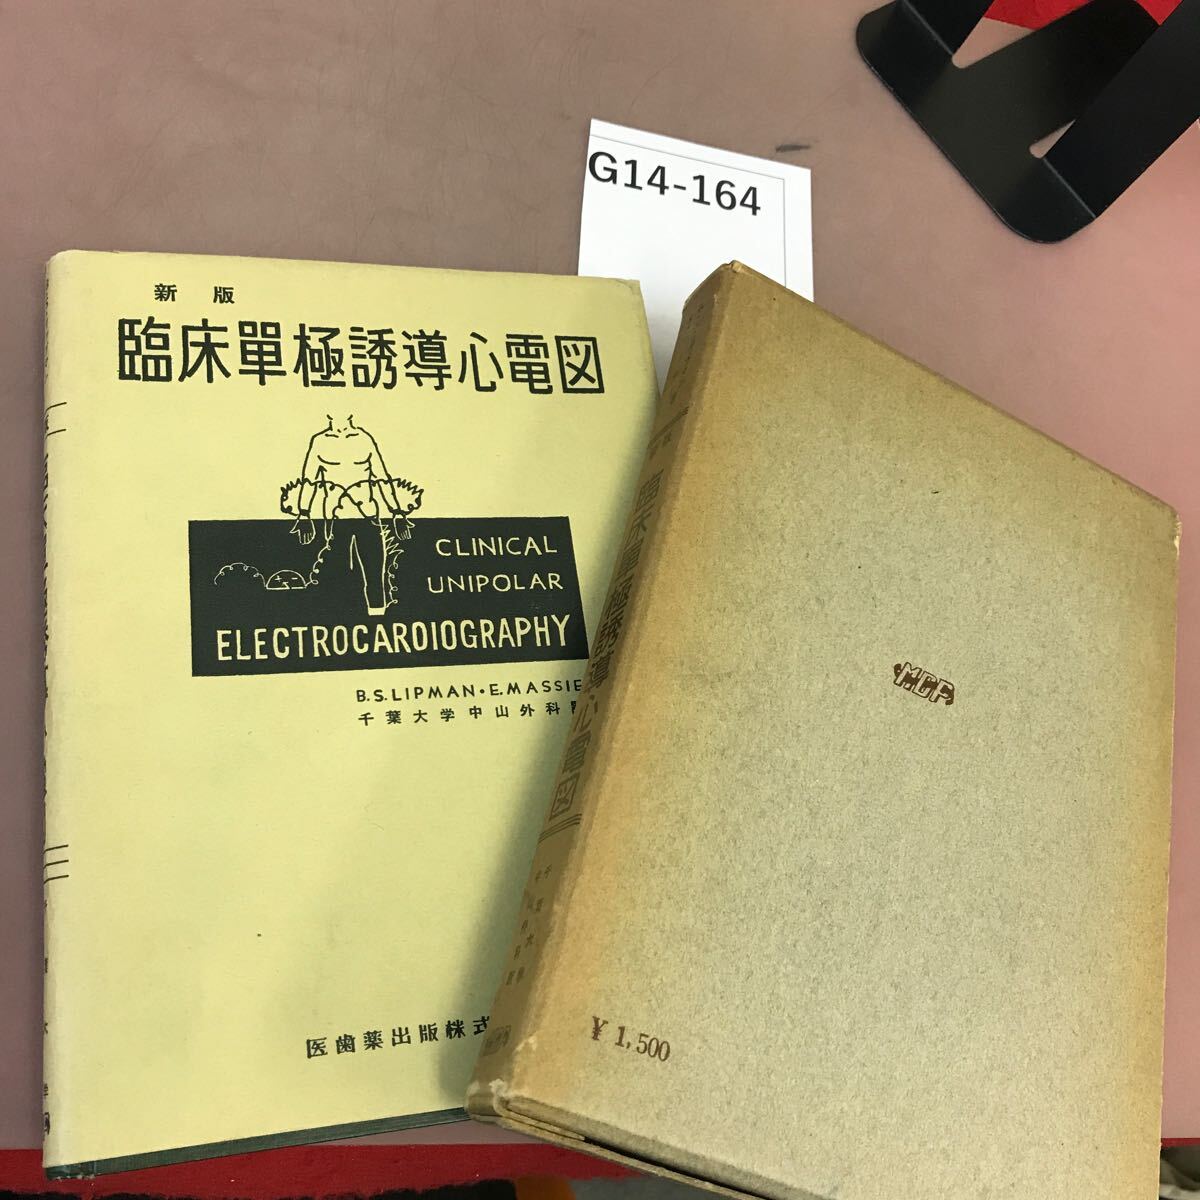 G14-164
新版
臨床單極誘導心電図
CLINICAL
UNIPOLAR
ELECTROCARDIOGRAPHY
B.S.LIPMAN・E.MASSIE
千葉大学中山外科
医歯薬出版株式
臨床單極誘導心電図
MCP
¥ 1,500